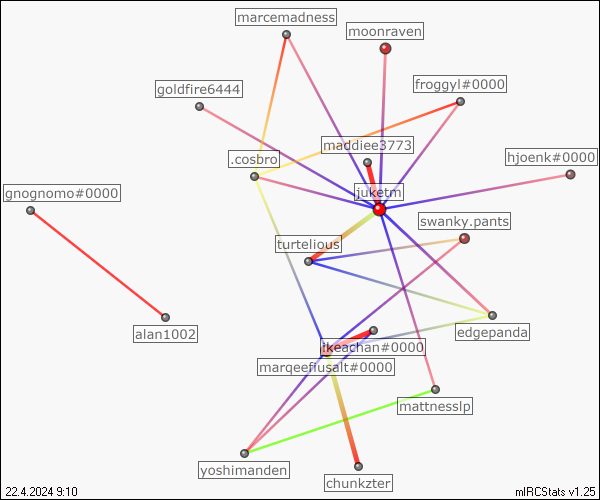 marcemadness
moonraven
goldfire6444
froggyl#0000
maddiee3773
.cosbro
hjoenk#0000
juketm
gnognomo#0000
swanky.pants
turtelious
alan1002
edgepanda
ikeachan#0000
marqeefiusalt#0000
mattnesslp
yoshimanden
chunkzter
22.4.2024 9:10
mIRCStats v1.25